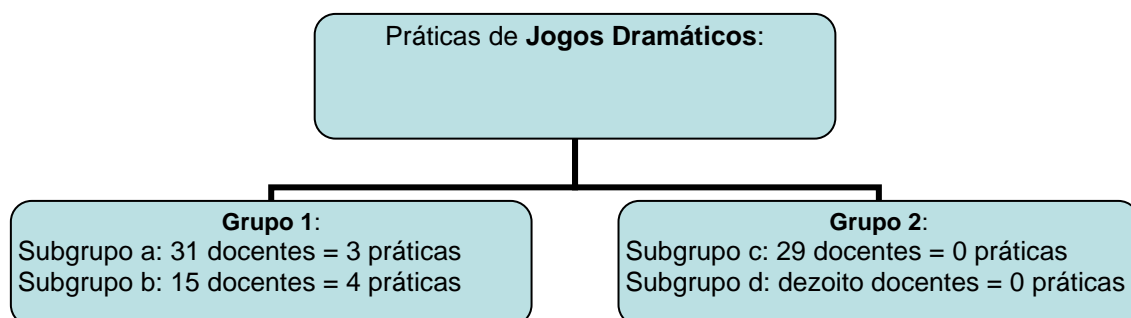 Práticas de Jogos Dramáticos:
Grupo 1:
Subgrupo a: 31 docentes = 3 práticas
Subgrupo b: 15 docentes = 4 práticas
Grupo 2:
Subgrupo c: 29 docentes = 0 práticas
Subgrupo d: dezoito docentes = 0 práticas